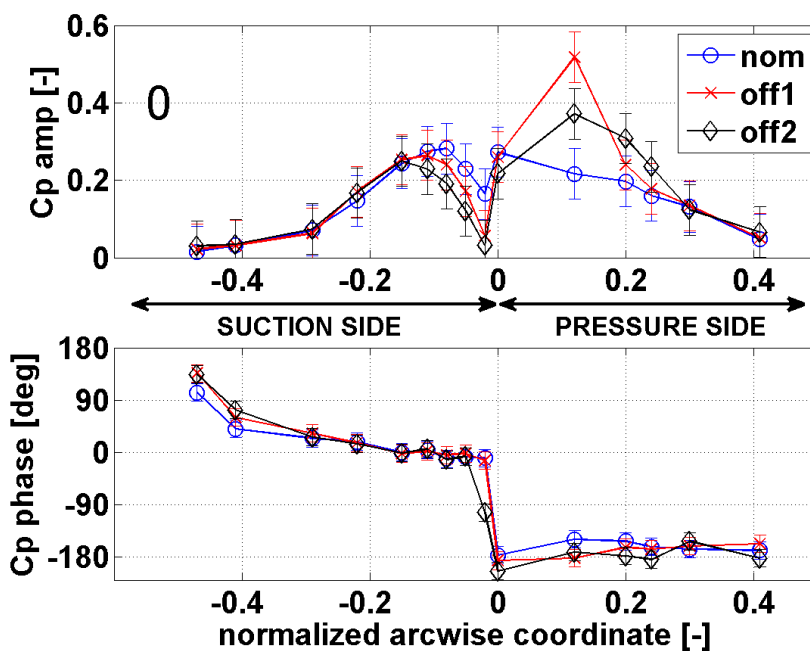 0.6
0.4
0.2
0
Cp amp [-]
0
nom
off1
off2
-0.4
-0.2
0
0.2
0.4
SUCTION SIDE
PRESSURE SIDE
180
90
0
-90
-180
Cp phase [deg]
-0.4
-0.2
0
0.2
0.4
normalized arcwise coordinate [-]